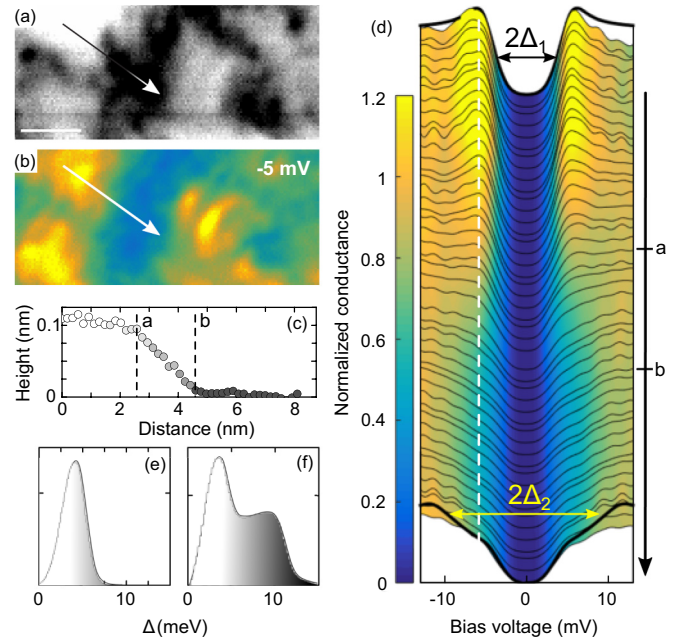 (a)
(b)
-5 mV
0.1
0
Height (nm)
a
b
(c)
0
2
4
6
8
Distance (nm)
(e)
(f)
0
10
0
10
Δ(meV)
(d)
2Δ₁
1.2
1
0.8
0.6
0.4
0.2
0
Normalized conductance
a
b
2Δ₂
-10
0
10
Bias voltage (mV)